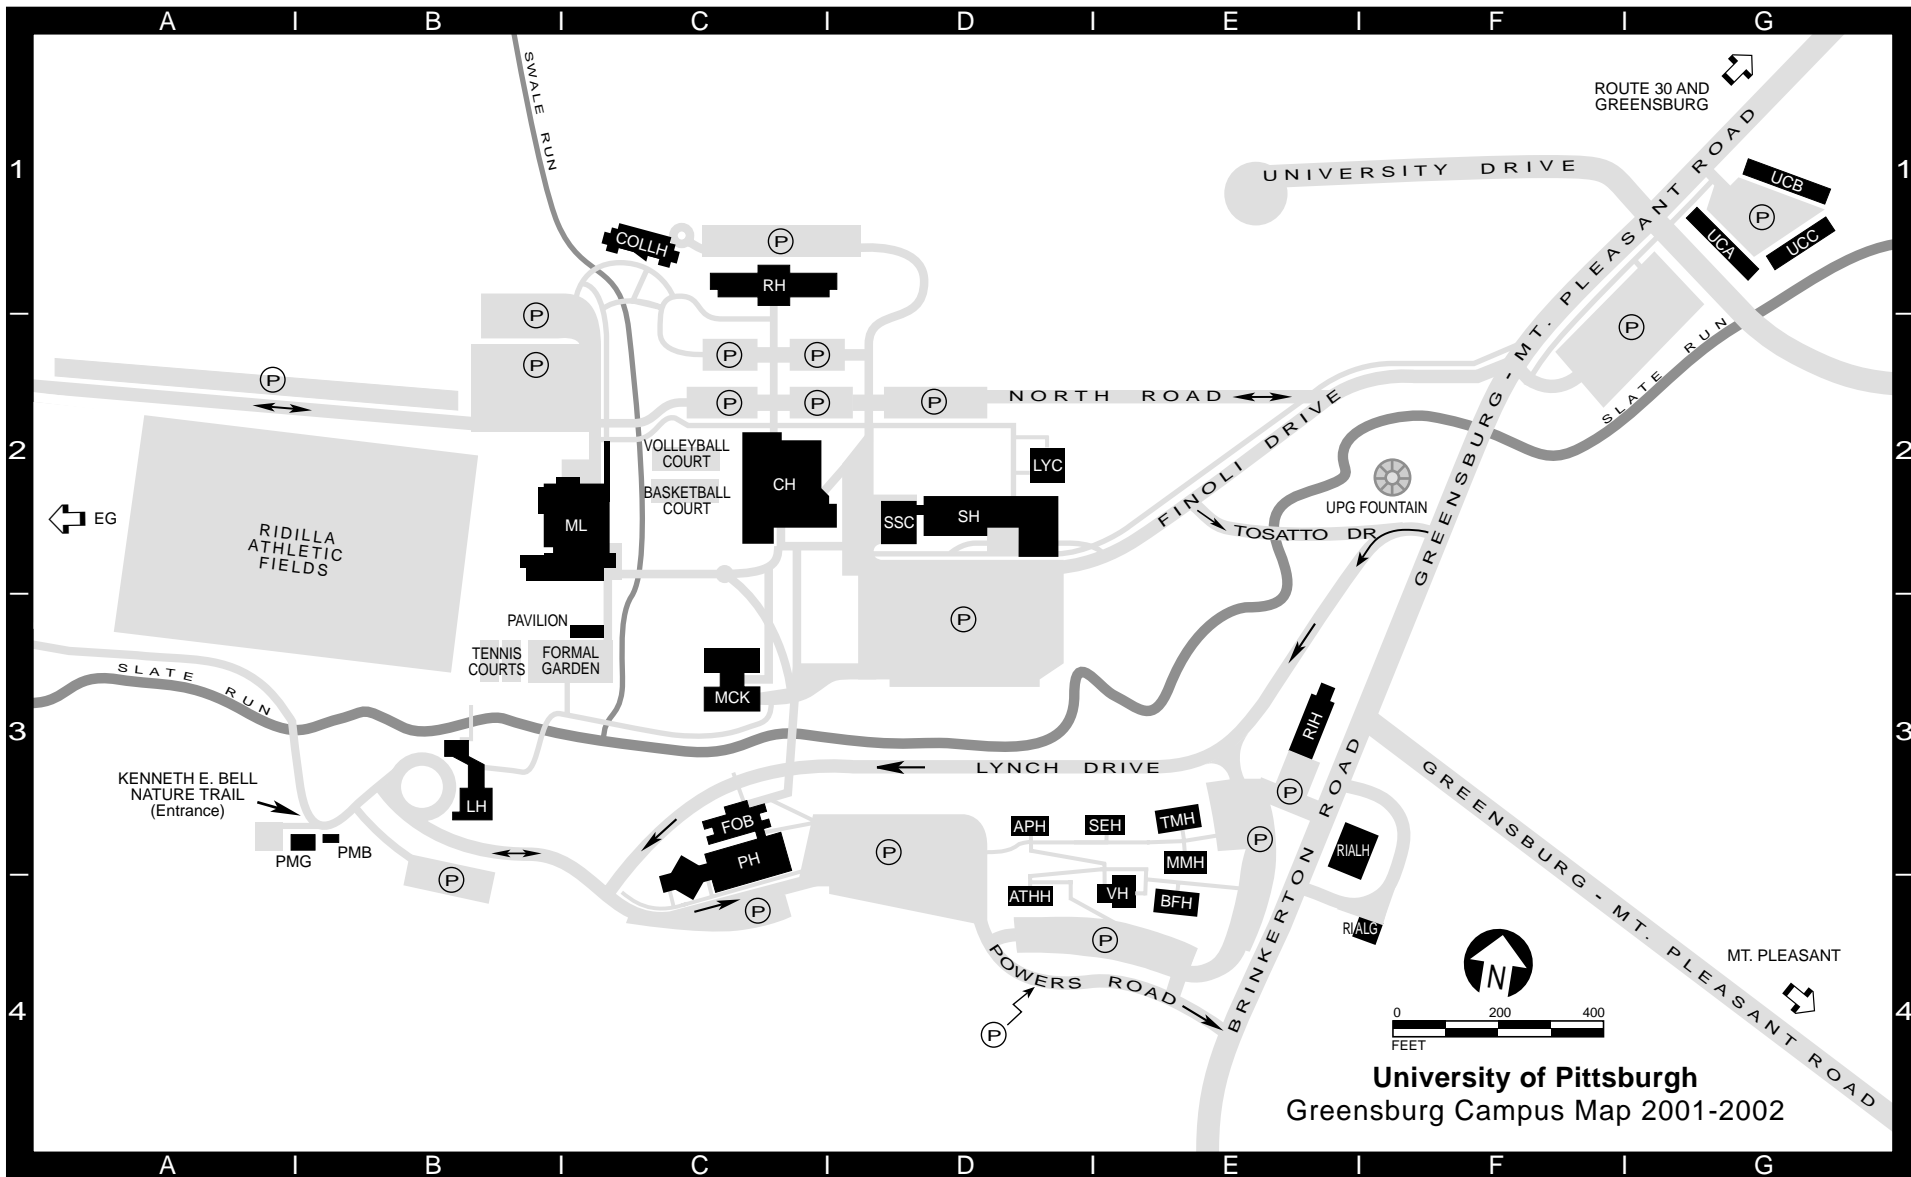 A I B I C I D I E I F I G
SWALE RUN
ROUTE 30 AND
GREENSBURG
1
1
UNIVERSITY DRIVE
GREENSBURG - MT. PLEASANT ROAD
UCB
P
UCA
UCC
COLLH
P
RH
P
P
P
P
P
P
SLATE RUN
P
P
P
P
NORTH ROAD
FINOLI DRIVE
2
2
VOLLEYBALL
COURT
BASKETBALL
COURT
CH
LYC
EG
RIDILLA
ATHLETIC
FIELDS
ML
SSC
SH
UPG FOUNTAIN
TOSATTO DR
PAVILION
P
TENNIS
COURTS
FORMAL
GARDEN
SLATE RUN
MCK
3
3
RIH
KENNETH E. BELL
NATURE TRAIL
(Entrance)
LYNCH DRIVE
P
GREENSBURG - MT. PLEASANT ROAD
LH
FOB
APH
SEH
TMH
PMG
PMB
PH
P
P
MMH
RIALH
P
P
ATHH
VH
BFH
RIALG
P
BRINKERTON ROAD
POWERS ROAD
N
MT. PLEASANT
4
4
P
0 200 400
FEET
University of Pittsburgh
Greensburg Campus Map 2001-2002
A I B I C I D I E I F I G